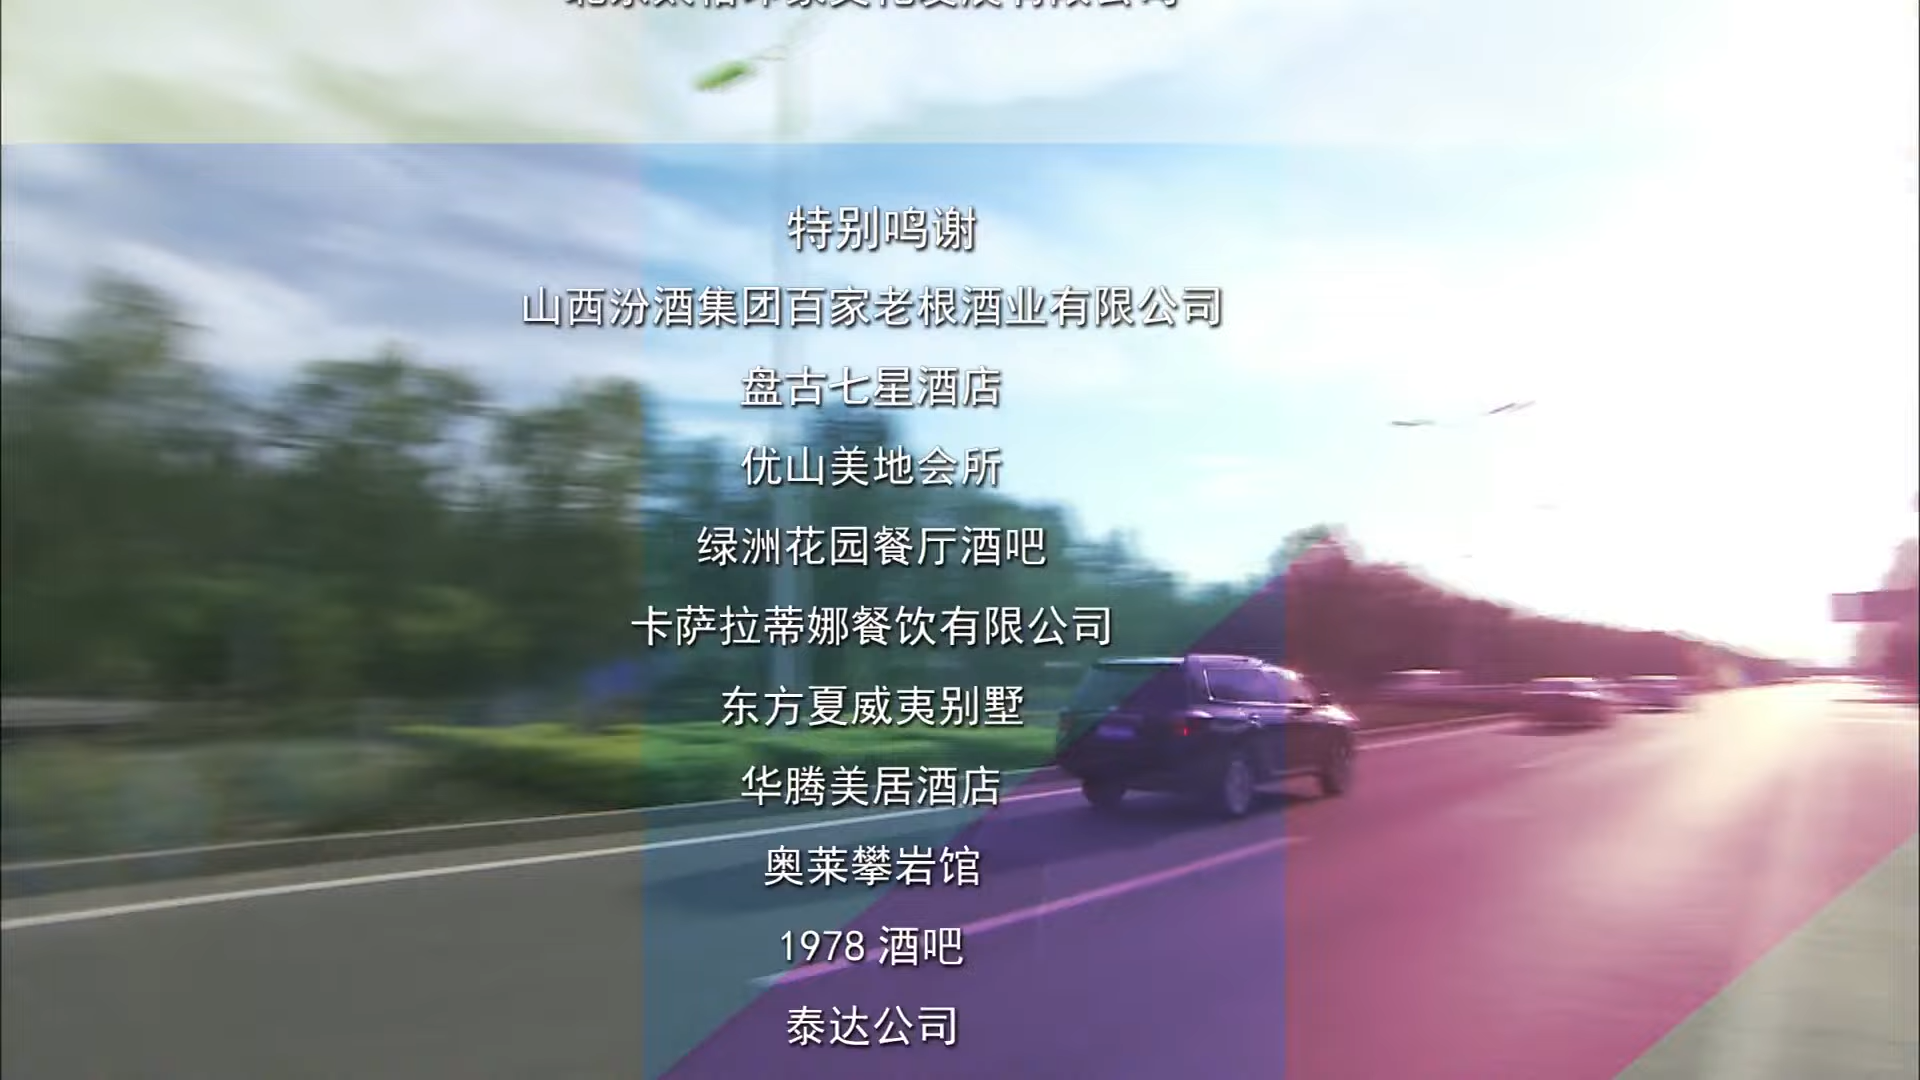 特别鸣谢
山西汾酒集团百家老根酒业有限公司
盘古七星酒店
优山美地会所
绿洲花园餐厅酒吧
卡萨拉蒂娜餐饮有限公司
东方夏威夷别墅
华腾美居酒店
奥莱攀岩馆
1978 酒吧
泰达公司